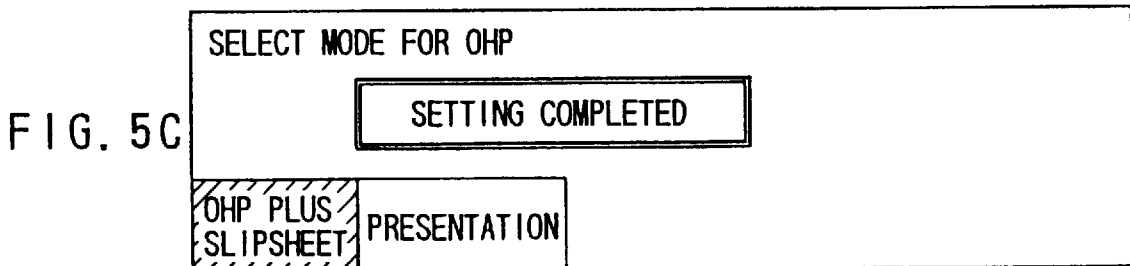 SELECT MODE FOR OHP
SETTING COMPLETED
FIG. 5C
OHP PLUS
SLIPSHEET
PRESENTATION